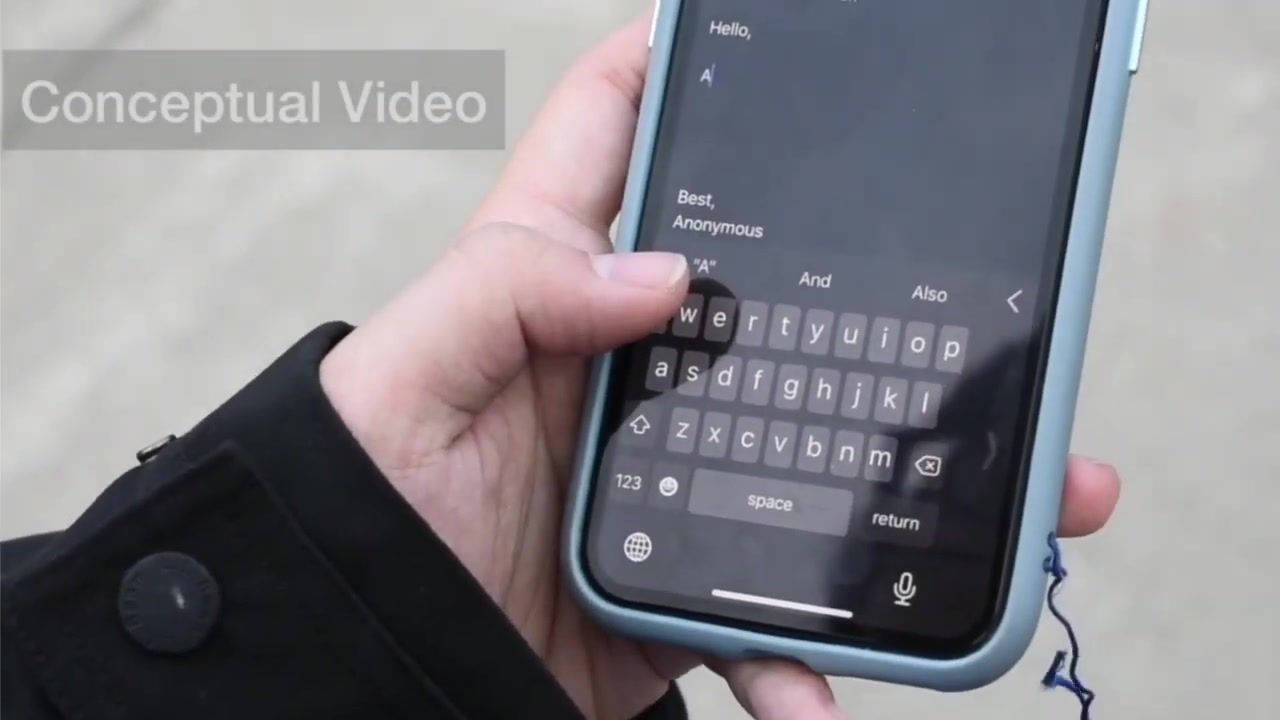 Conceptual Video
Hello,
A
Best,
Anonymous
"A" And Also
w e r t y u i o p
a s d f g h j k l
z x c v b n m
123 space return